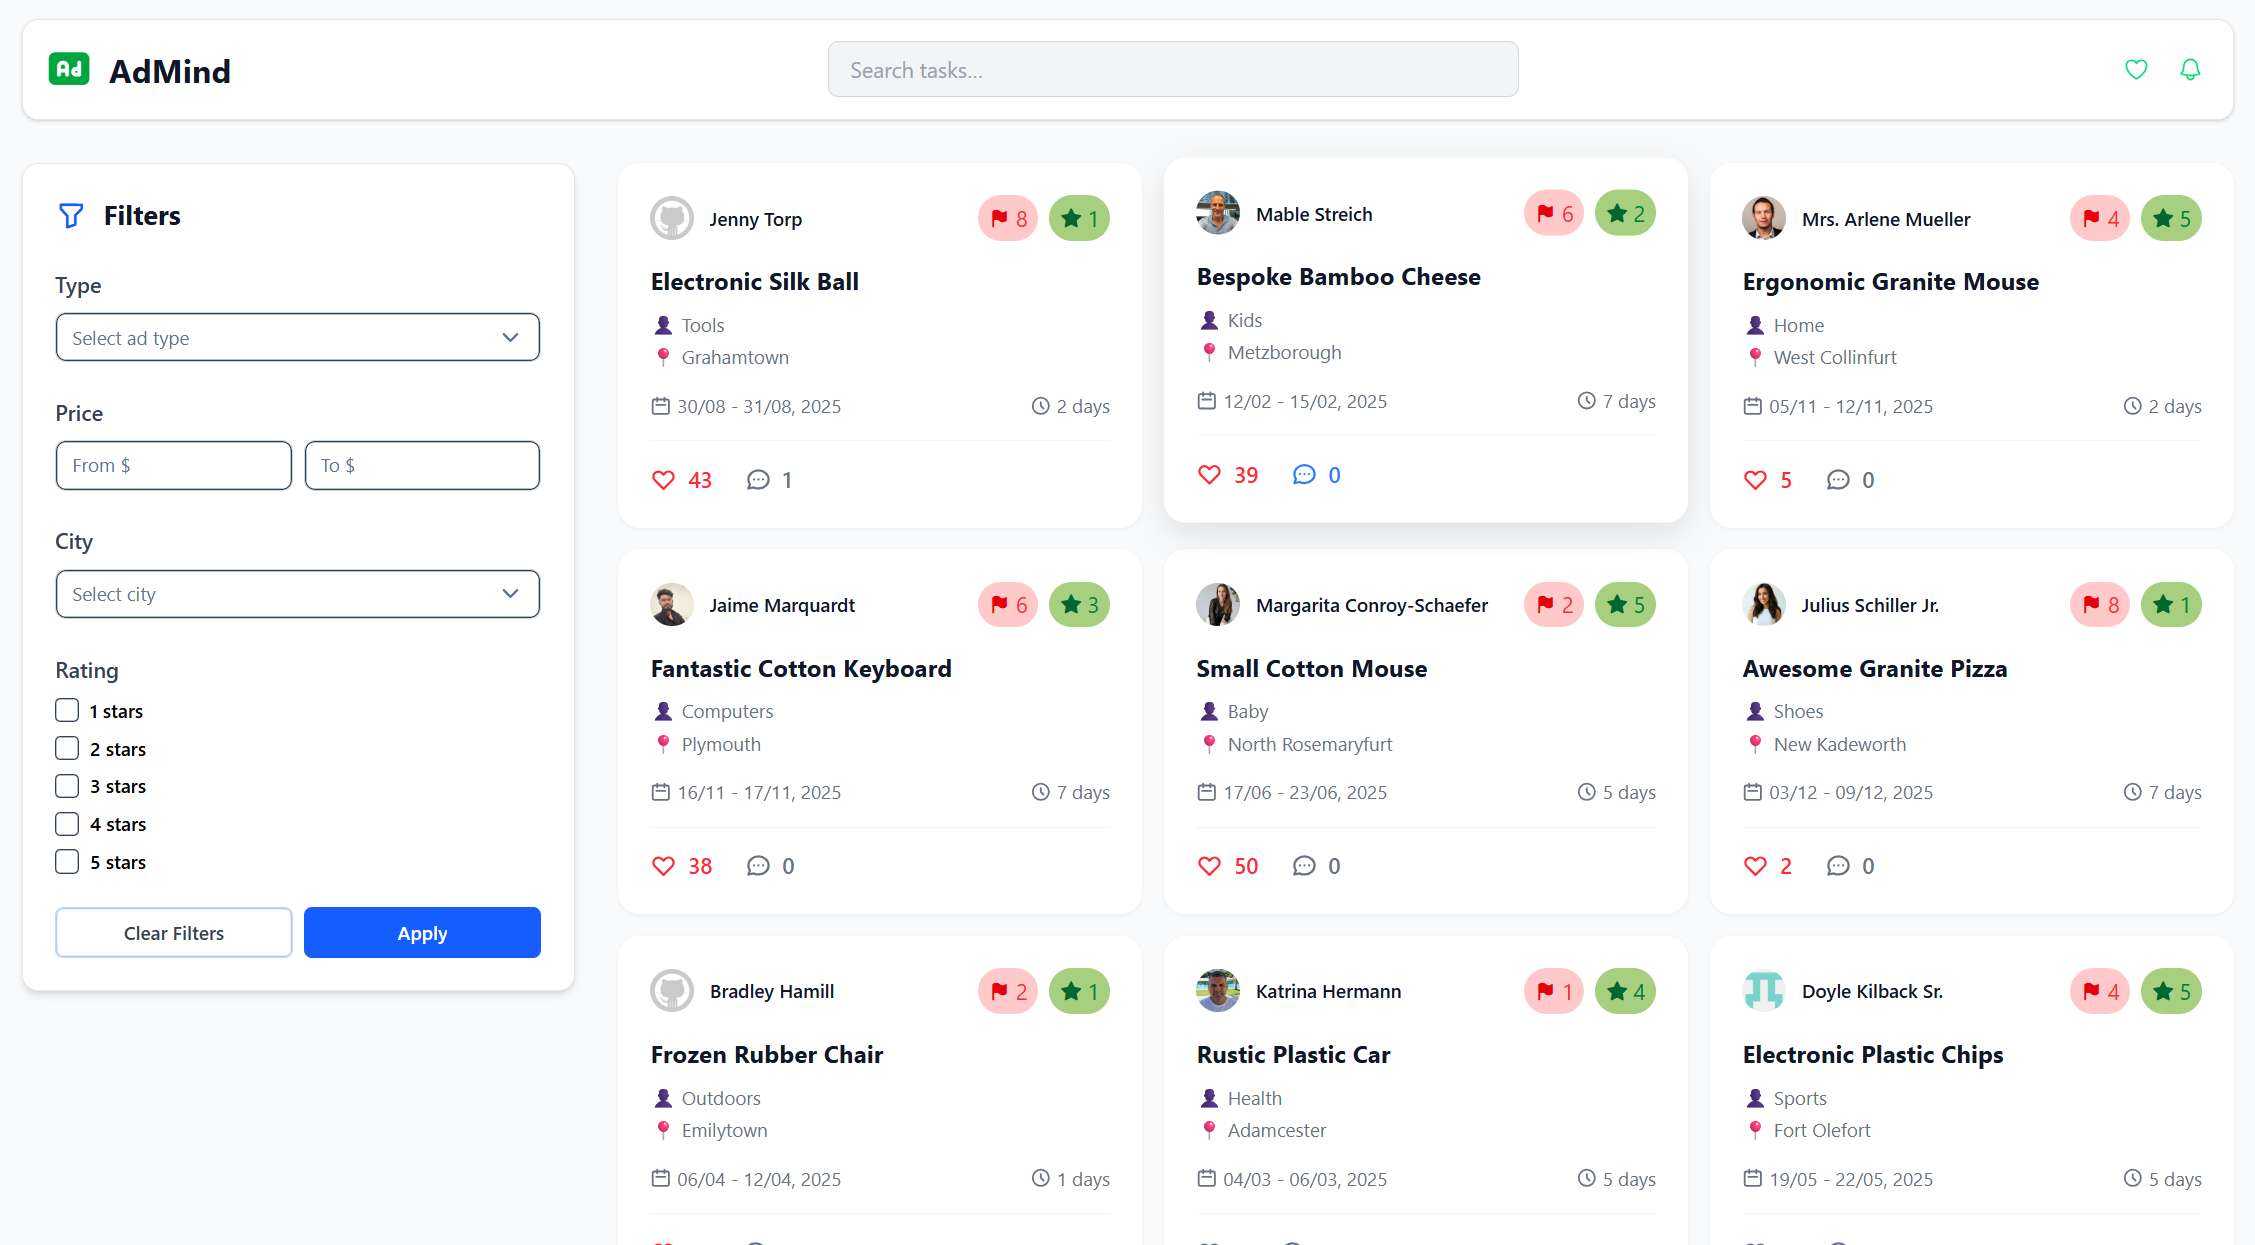 Ad AdMind
Search tasks...
Filters
Type
Select ad type
Price
From $
To $
City
Select city
Rating
1 stars
2 stars
3 stars
4 stars
5 stars
Clear Filters
Apply
Jenny Torp
8
1
Electronic Silk Ball
Tools
Grahamtown
30/08 - 31/08, 2025
2 days
43
1
Mable Streich
6
2
Bespoke Bamboo Cheese
Kids
Metzborough
12/02 - 15/02, 2025
7 days
39
0
Mrs. Arlene Mueller
4
5
Ergonomic Granite Mouse
Home
West Collinfurt
05/11 - 12/11, 2025
2 days
5
0
Jaime Marquardt
6
3
Fantastic Cotton Keyboard
Computers
Plymouth
16/11 - 17/11, 2025
7 days
38
0
Margarita Conroy-Schaefer
2
5
Small Cotton Mouse
Baby
North Rosemaryfurt
17/06 - 23/06, 2025
5 days
50
0
Julius Schiller Jr.
8
1
Awesome Granite Pizza
Shoes
New Kadeworth
03/12 - 09/12, 2025
7 days
2
0
Bradley Hamill
2
1
Frozen Rubber Chair
Outdoors
Emilytown
06/04 - 12/04, 2025
1 days
Katrina Hermann
1
4
Rustic Plastic Car
Health
Adamcester
04/03 - 06/03, 2025
5 days
Doyle Kilback Sr.
4
5
Electronic Plastic Chips
Sports
Fort Olefort
19/05 - 22/05, 2025
5 days